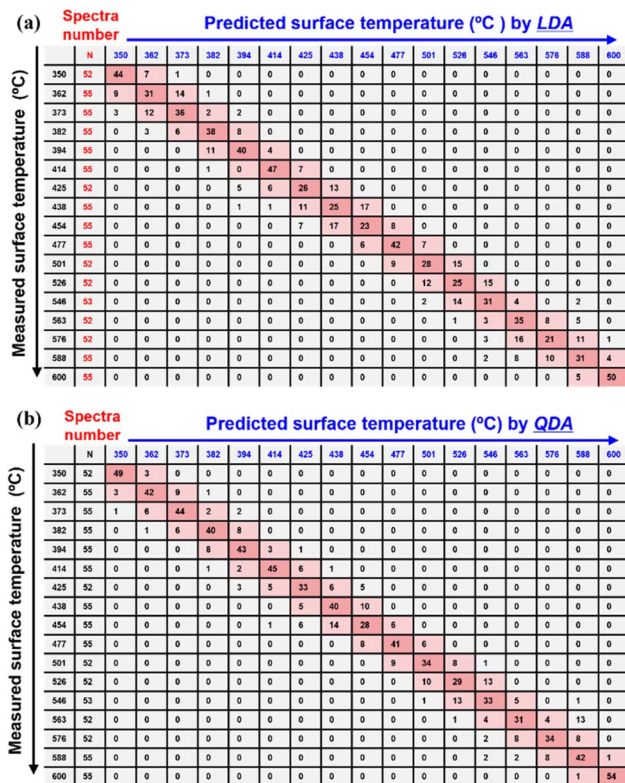 (a) Spectra number Predicted surface temperature (ºC ) by LDA
Measured surface temperature (ºC)
N 350 362 373 382 394 414 425 438 454 477 501 526 546 563 576 588 600
350 52 44 7 1 0 0 0 0 0 0 0 0 0 0 0 0 0 0
362 55 9 31 14 1 0 0 0 0 0 0 0 0 0 0 0 0 0
373 55 3 12 36 2 2 0 0 0 0 0 0 0 0 0 0 0 0
382 55 0 3 6 38 8 0 0 0 0 0 0 0 0 0 0 0 0
394 55 0 0 0 11 40 4 0 0 0 0 0 0 0 0 0 0 0
414 55 0 0 0 1 0 47 7 0 0 0 0 0 0 0 0 0 0
425 52 0 0 0 0 5 6 26 13 0 0 0 0 0 0 0 0 0
438 55 0 0 0 0 1 1 11 25 17 0 0 0 0 0 0 0 0
454 55 0 0 0 0 0 0 7 17 23 8 0 0 0 0 0 0 0
477 55 0 0 0 0 0 0 0 0 6 42 7 0 0 0 0 0 0
501 52 0 0 0 0 0 0 0 0 0 9 28 15 0 0 0 0 0
526 52 0 0 0 0 0 0 0 0 0 0 12 25 15 0 0 0 0
546 53 0 0 0 0 0 0 0 0 0 0 2 14 31 4 0 2 0
563 52 0 0 0 0 0 0 0 0 0 0 0 1 3 35 8 5 0
576 52 0 0 0 0 0 0 0 0 0 0 0 0 3 16 21 11 1
588 55 0 0 0 0 0 0 0 0 0 0 0 0 2 8 10 31 4
600 55 0 0 0 0 0 0 0 0 0 0 0 0 0 0 0 5 50
(b) Spectra number Predicted surface temperature (ºC) by QDA
Measured surface temperature (ºC)
N 350 362 373 382 394 414 425 438 454 477 501 526 546 563 576 588 600
350 52 49 3 0 0 0 0 0 0 0 0 0 0 0 0 0 0 0
362 55 3 42 9 1 0 0 0 0 0 0 0 0 0 0 0 0 0
373 55 1 6 44 2 2 0 0 0 0 0 0 0 0 0 0 0 0
382 55 0 1 6 40 8 0 0 0 0 0 0 0 0 0 0 0 0
394 55 0 0 0 8 43 3 1 0 0 0 0 0 0 0 0 0 0
414 55 0 0 0 1 2 45 6 1 0 0 0 0 0 0 0 0 0
425 52 0 0 0 0 3 5 33 6 5 0 0 0 0 0 0 0 0
438 55 0 0 0 0 0 0 5 40 10 0 0 0 0 0 0 0 0
454 55 0 0 0 0 0 1 6 14 28 6 0 0 0 0 0 0 0
477 55 0 0 0 0 0 0 0 0 8 41 6 0 0 0 0 0 0
501 52 0 0 0 0 0 0 0 0 0 9 34 8 1 0 0 0 0
526 52 0 0 0 0 0 0 0 0 0 0 10 29 13 0 0 0 0
546 53 0 0 0 0 0 0 0 0 0 0 1 13 33 5 0 1 0
563 55 0 0 0 0 0 0 0 0 0 0 0 1 4 31 4 13 0
576 52 0 0 0 0 0 0 0 0 0 0 0 0 2 8 34 8 0
588 55 0 0 0 0 0 0 0 0 0 0 0 0 2 2 8 42 1
600 55 0 0 0 0 0 0 0 0 0 0 0 0 0 0 0 1 54